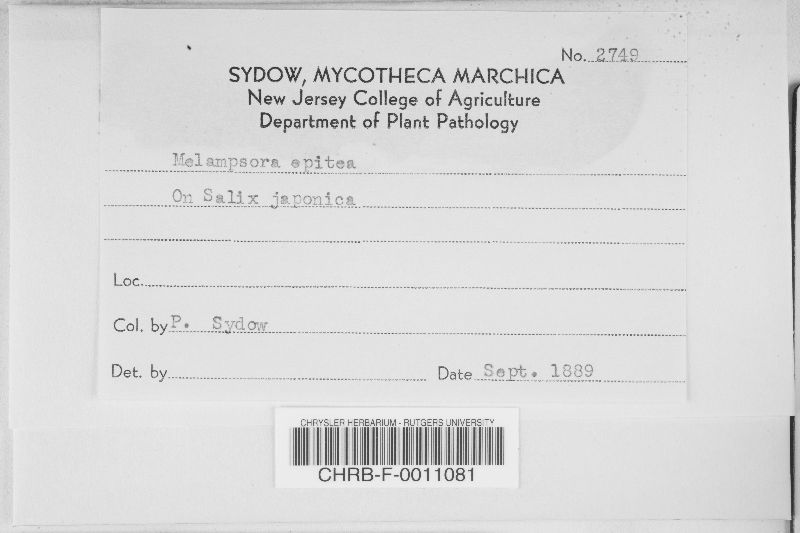 No. 2749
SYDOW, MYCOTHECA MARCHICA
New Jersey College of Agriculture
Department of Plant Pathology
Melampsora epitea
On Salix japonica
Loc.
Col. by P. Sydow
Det. by
Date Sept. 1889
CHRYSLER HERBARIUM - RUTGERS UNIVERSITY
CHRB-F-0011081